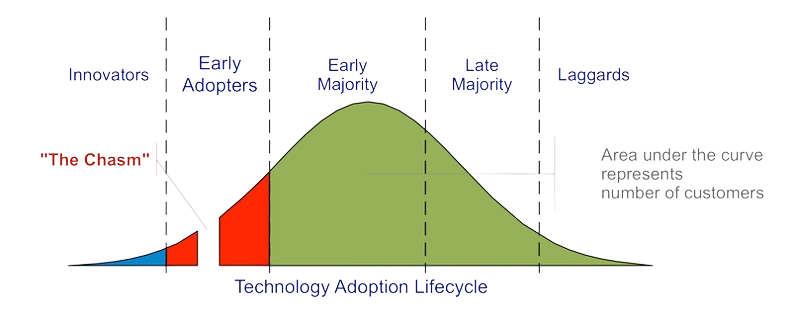 Innovators
Early
Adopters
Early
Majority
Late
Majority
Laggards
"The Chasm"
Area under the curve
represents
number of customers
Technology Adoption Lifecycle